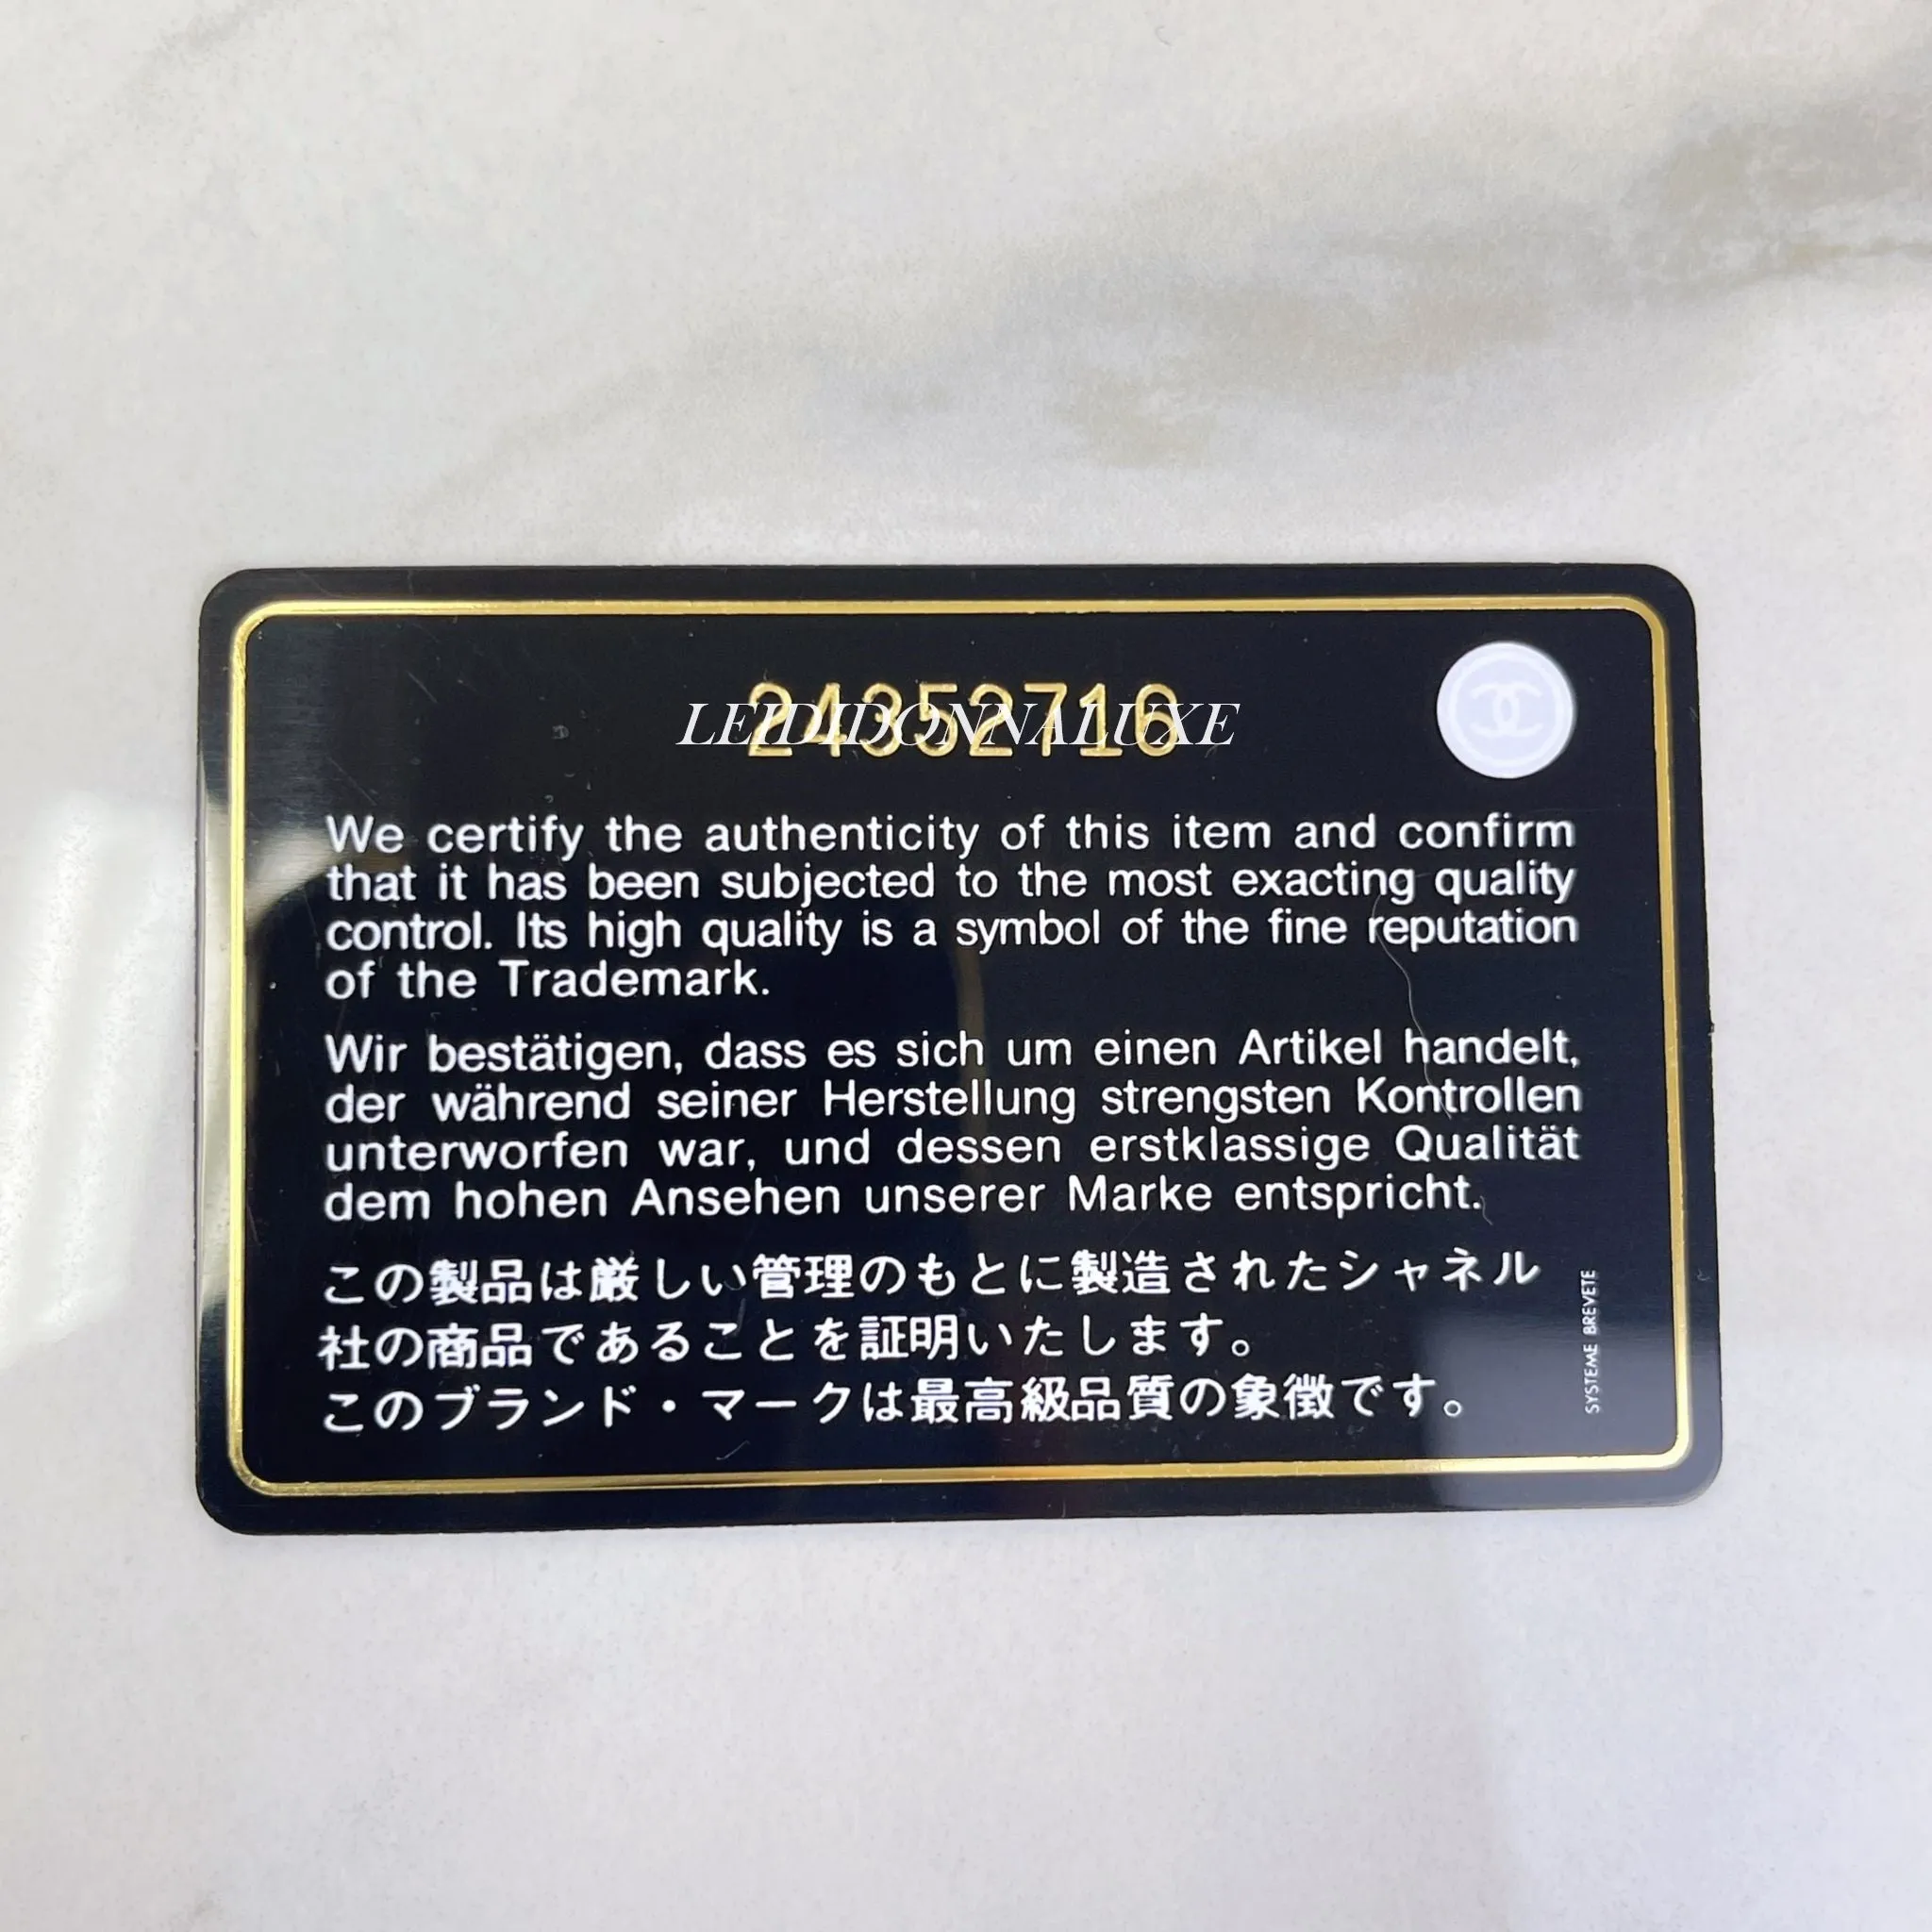 24352716
LEIDIDONNALUXE
We certify the authenticity of this item and confirm
that it has been subjected to the most exacting quality
control. Its high quality is a symbol of the fine reputation
of the Trademark.
Wir bestätigen, dass es sich um einen Artikel handelt,
der während seiner Herstellung strengsten Kontrollen
unterworfen war, und dessen erstklassige Qualität
dem hohen Ansehen unserer Marke entspricht.
この製品は厳しい管理のもとに製造されたシャネル
社の商品であることを証明いたします。
このブランド・マークは最高級品質の象徴です。
SYSTEME BREVETE